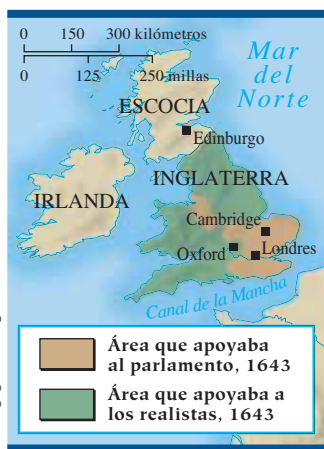 0 150 300 kilómetros
0 125 250 millas
Mar
del
Norte
ESCOCIA
Edinburgo
INGLATERRA
IRLANDA
Cambridge
Oxford
Londres
Canal de la Mancha
Área que apoyaba
al parlamento, 1643
Área que apoyaba a
los realistas, 1643